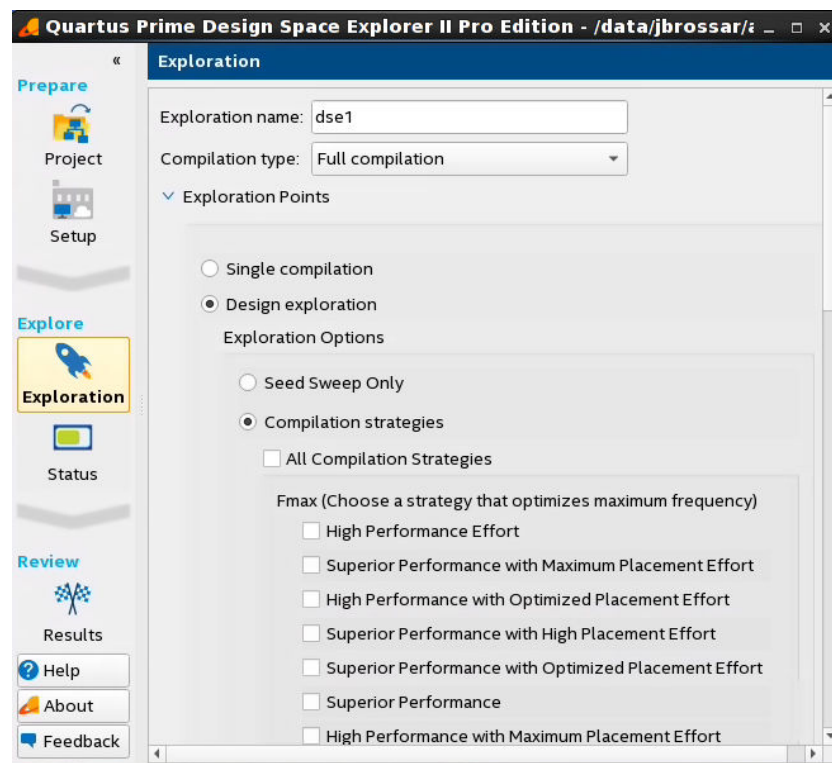 Quartus Prime Design Space Explorer II Pro Edition - /data/jbrossar/
«
Exploration
Prepare
Project
Setup
Explore
Exploration
Status
Review
Results
Help
About
Feedback
Exploration name: dse1
Compilation type: Full compilation
Exploration Points
Single compilation
Design exploration
Exploration Options
Seed Sweep Only
Compilation strategies
All Compilation Strategies
Fmax (Choose a strategy that optimizes maximum frequency)
High Performance Effort
Superior Performance with Maximum Placement Effort
High Performance with Optimized Placement Effort
Superior Performance with High Placement Effort
Superior Performance with Optimized Placement Effort
Superior Performance
High Performance with Maximum Placement Effort